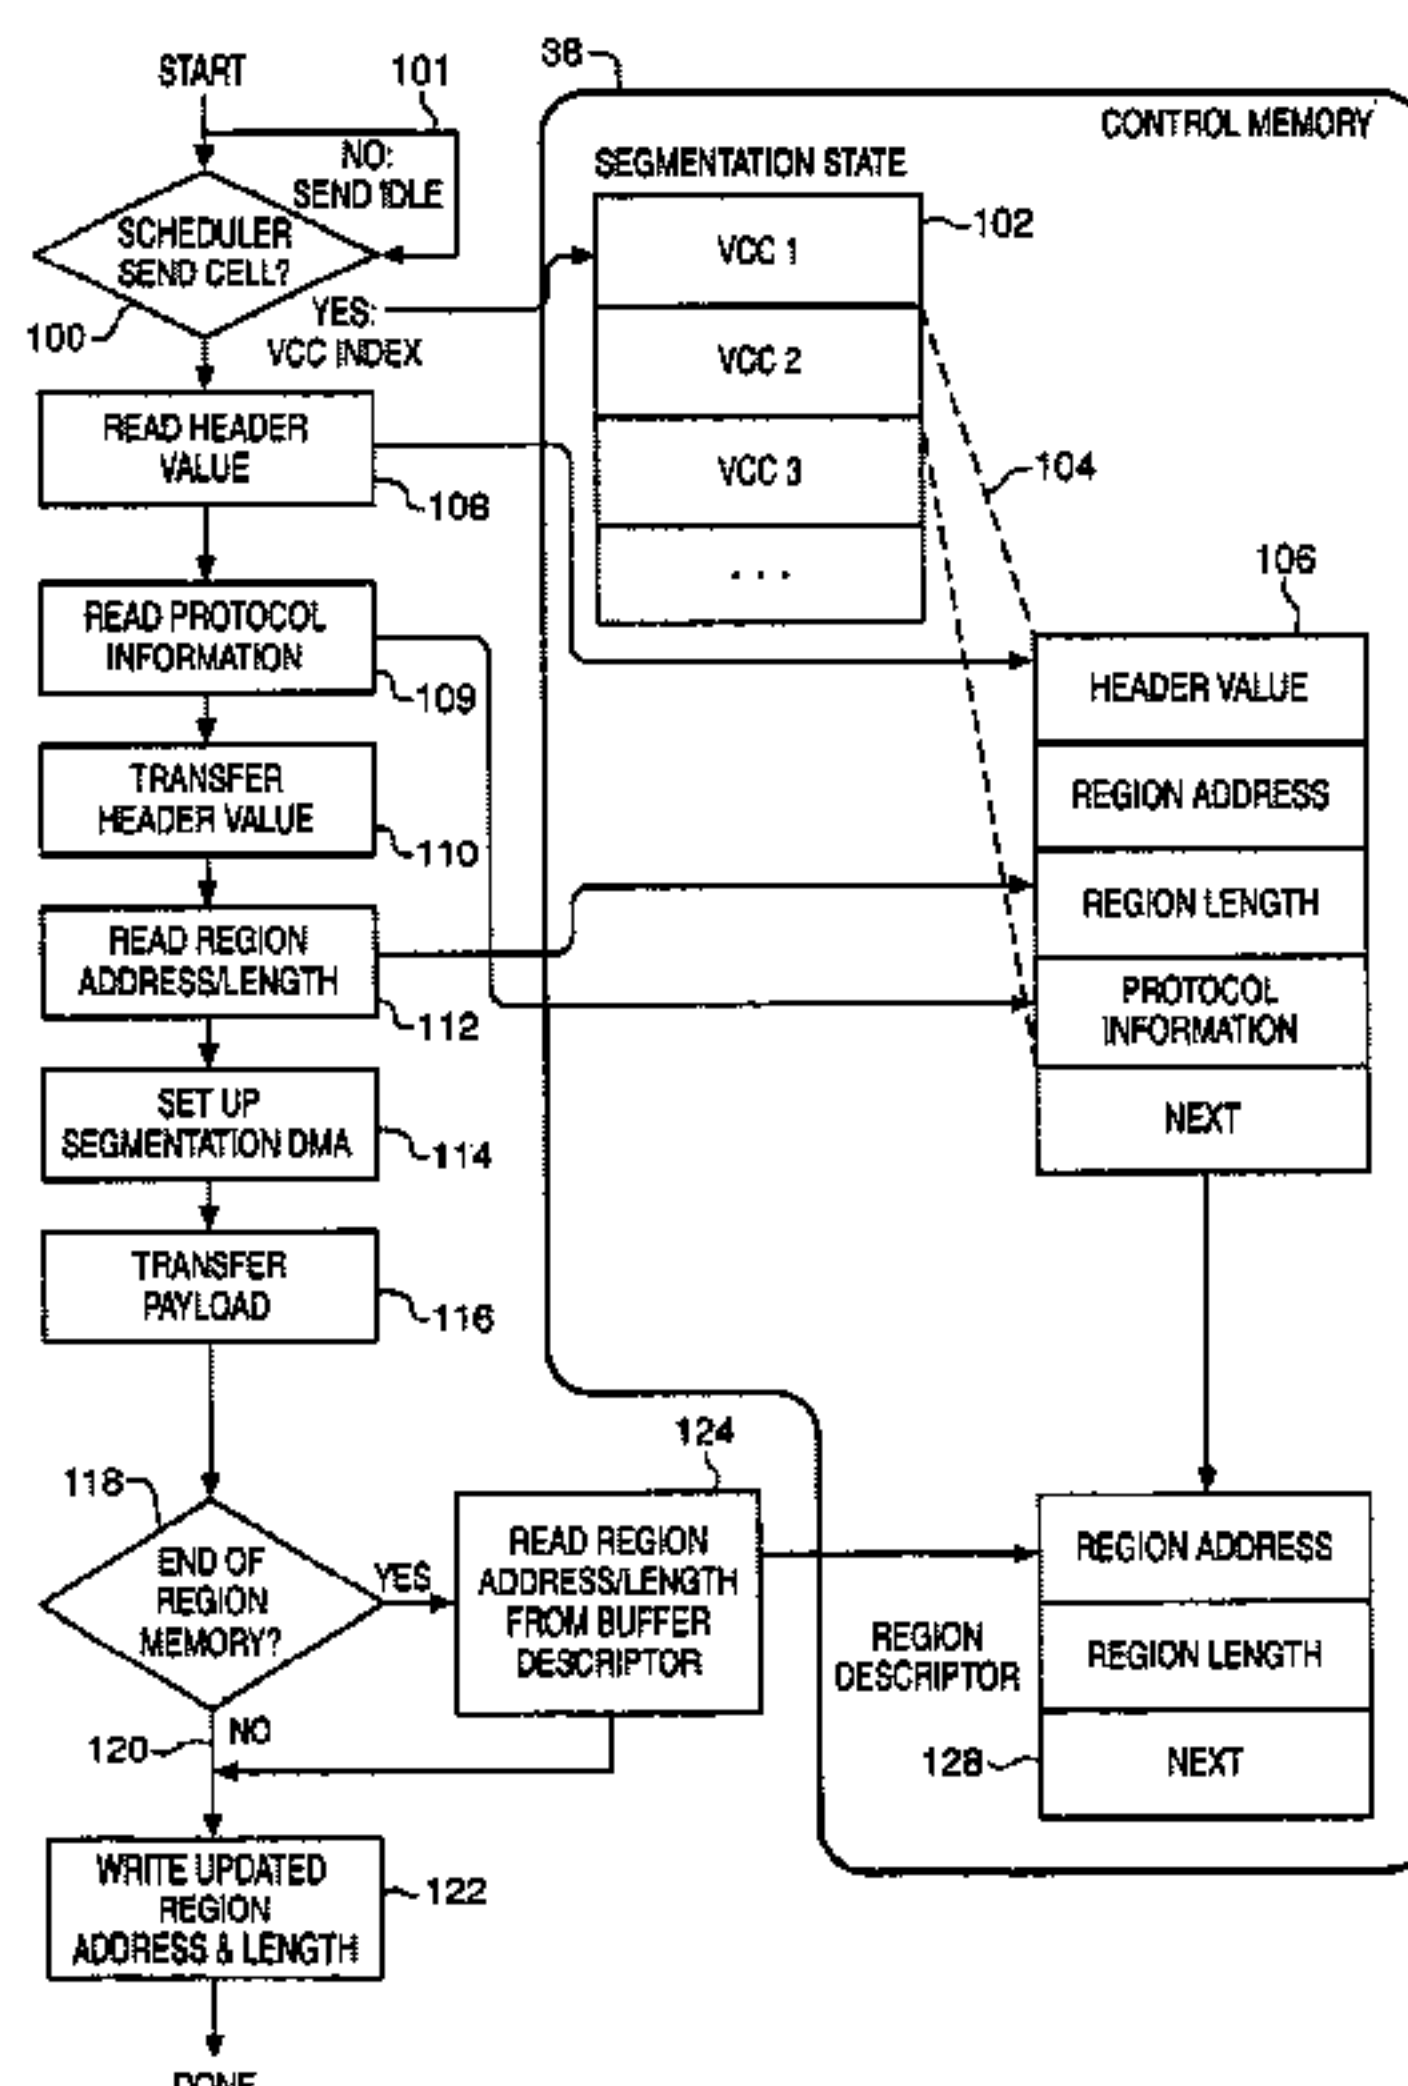 START
101
NO:
SEND IDLE
SCHEDULER
SEND CELL?
100
YES:
VCC INDEX
READ HEADER
VALUE
108
READ PROTOCOL
INFORMATION
109
TRANSFER
HEADER VALUE
110
READ REGION
ADDRESS/LENGTH
112
SET UP
SEGMENTATION DMA
114
TRANSFER
PAYLOAD
116
118
END OF
REGION
MEMORY?
YES
NO
120
124
READ REGION
ADDRESS/LENGTH
FROM BUFFER
DESCRIPTOR
WRITE UPDATED
REGION
ADDRESS & LENGTH
122
DONE
38
CONTROL MEMORY
SEGMENTATION STATE
102
VCC 1
VCC 2
VCC 3
. . .
104
106
HEADER VALUE
REGION ADDRESS
REGION LENGTH
PROTOCOL
INFORMATION
NEXT
REGION
DESCRIPTOR
REGION ADDRESS
REGION LENGTH
128
NEXT